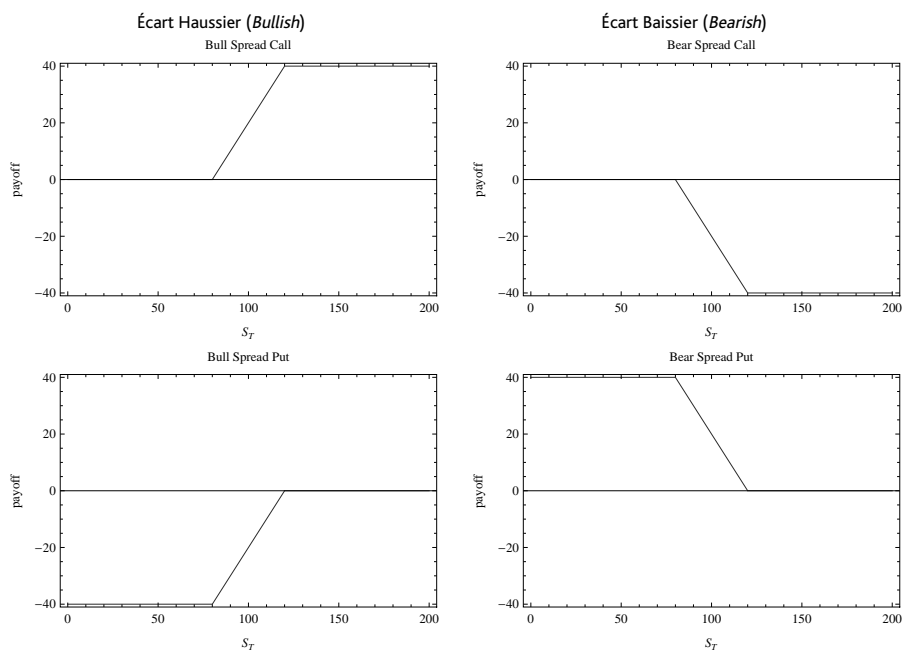 Écart Haussier (Bullish)
Écart Baissier (Bearish)
Bull Spread Call
40
20
0
−20
−40
payoff
0 50 100 150 200
S_T
Bear Spread Call
40
20
0
−20
−40
payoff
0 50 100 150 200
S_T
Bull Spread Put
40
20
0
−20
−40
payoff
0 50 100 150 200
S_T
Bear Spread Put
40
20
0
−20
−40
payoff
0 50 100 150 200
S_T